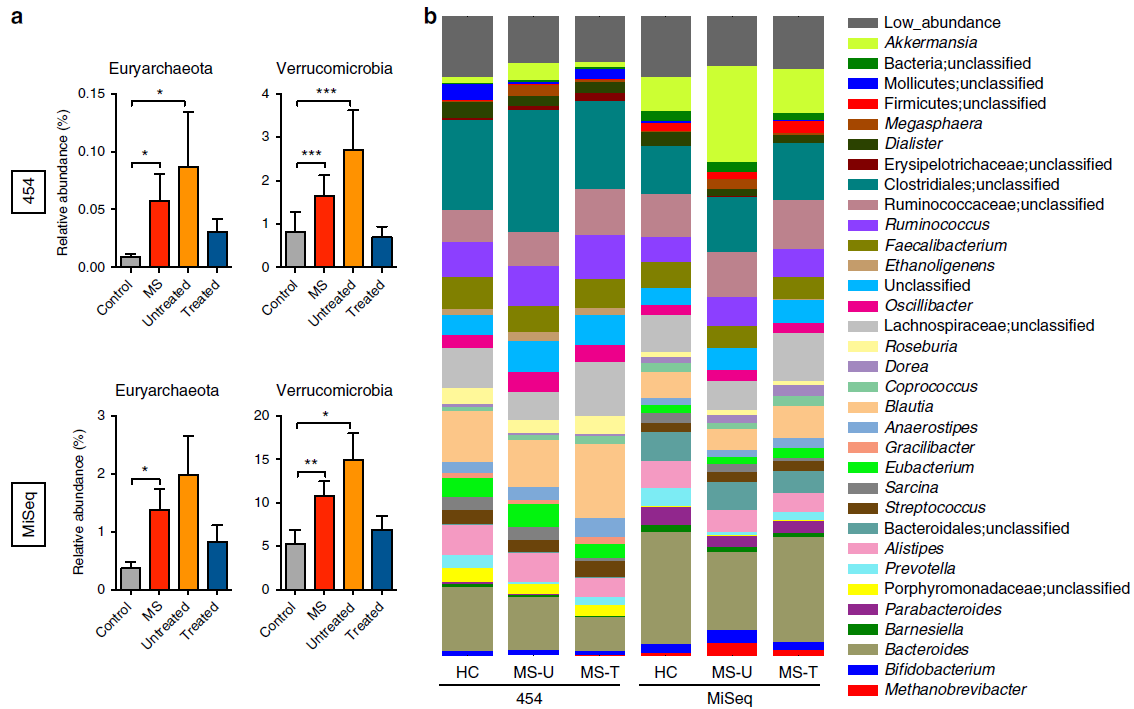 a
b
454
Euryarchaeota
Relative abundance (%)
0.15
0.10
0.05
0.00
*
*
Control
MS
Untreated
Treated
Verrucomicrobia
4
3
2
1
0
***
***
Control
MS
Untreated
Treated
MiSeq
Euryarchaeota
Relative abundance (%)
3
2
1
0
*
Control
MS
Untreated
Treated
Verrucomicrobia
20
15
10
5
0
*
**
Control
MS
Untreated
Treated
HC MS-U MS-T HC MS-U MS-T
454 MiSeq
Low_abundance
Akkermansia
Bacteria;unclassified
Mollicutes;unclassified
Firmicutes;unclassified
Megasphaera
Dialister
Erysipelotrichaceae;unclassified
Clostridiales;unclassified
Ruminococcaceae;unclassified
Ruminococcus
Faecalibacterium
Ethanoligenens
Unclassified
Oscillibacter
Lachnospiraceae;unclassified
Roseburia
Dorea
Coprococcus
Blautia
Anaerostipes
Gracilibacter
Eubacterium
Sarcina
Streptococcus
Bacteroidales;unclassified
Alistipes
Prevotella
Porphyromonadaceae;unclassified
Parabacteroides
Barnesiella
Bacteroides
Bifidobacterium
Methanobrevibacter